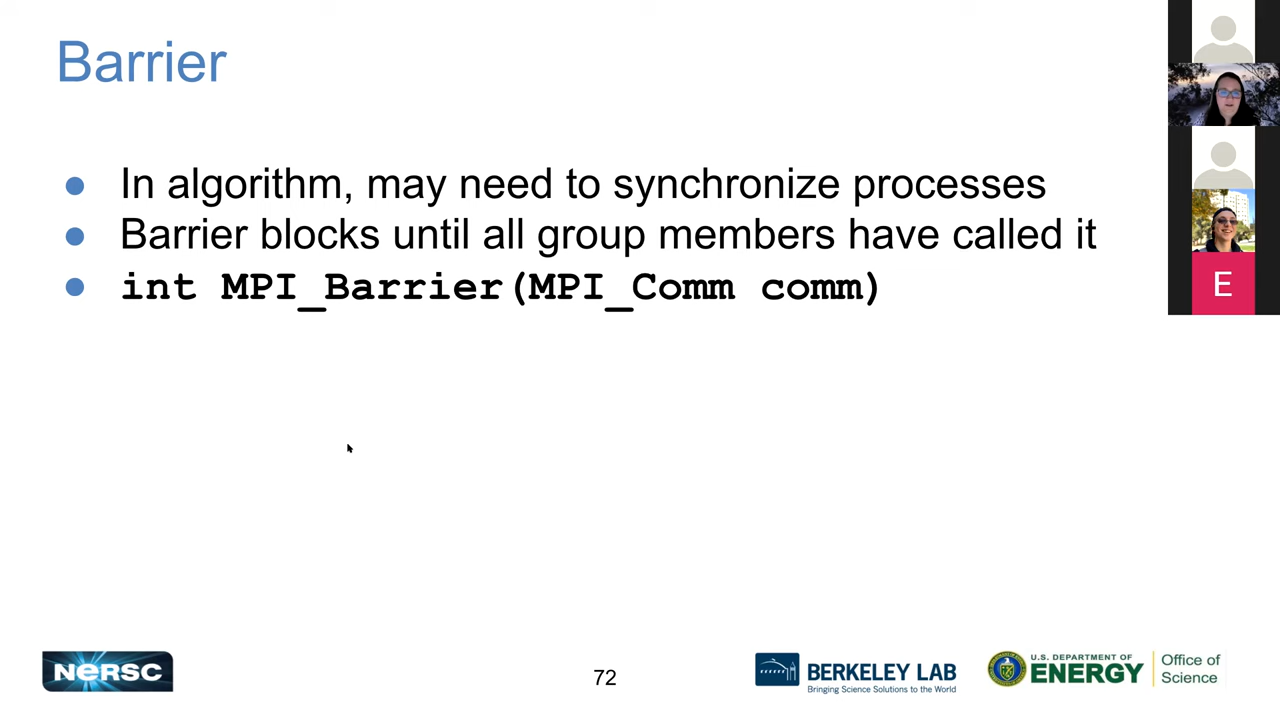 Barrier
In algorithm, may need to synchronize processes
Barrier blocks until all group members have called it
int MPI_Barrier(MPI_Comm comm)
E
NERSC
72
BERKELEY LAB
Bringing Science Solutions to the World
U.S. DEPARTMENT OF
ENERGY
Office of
Science